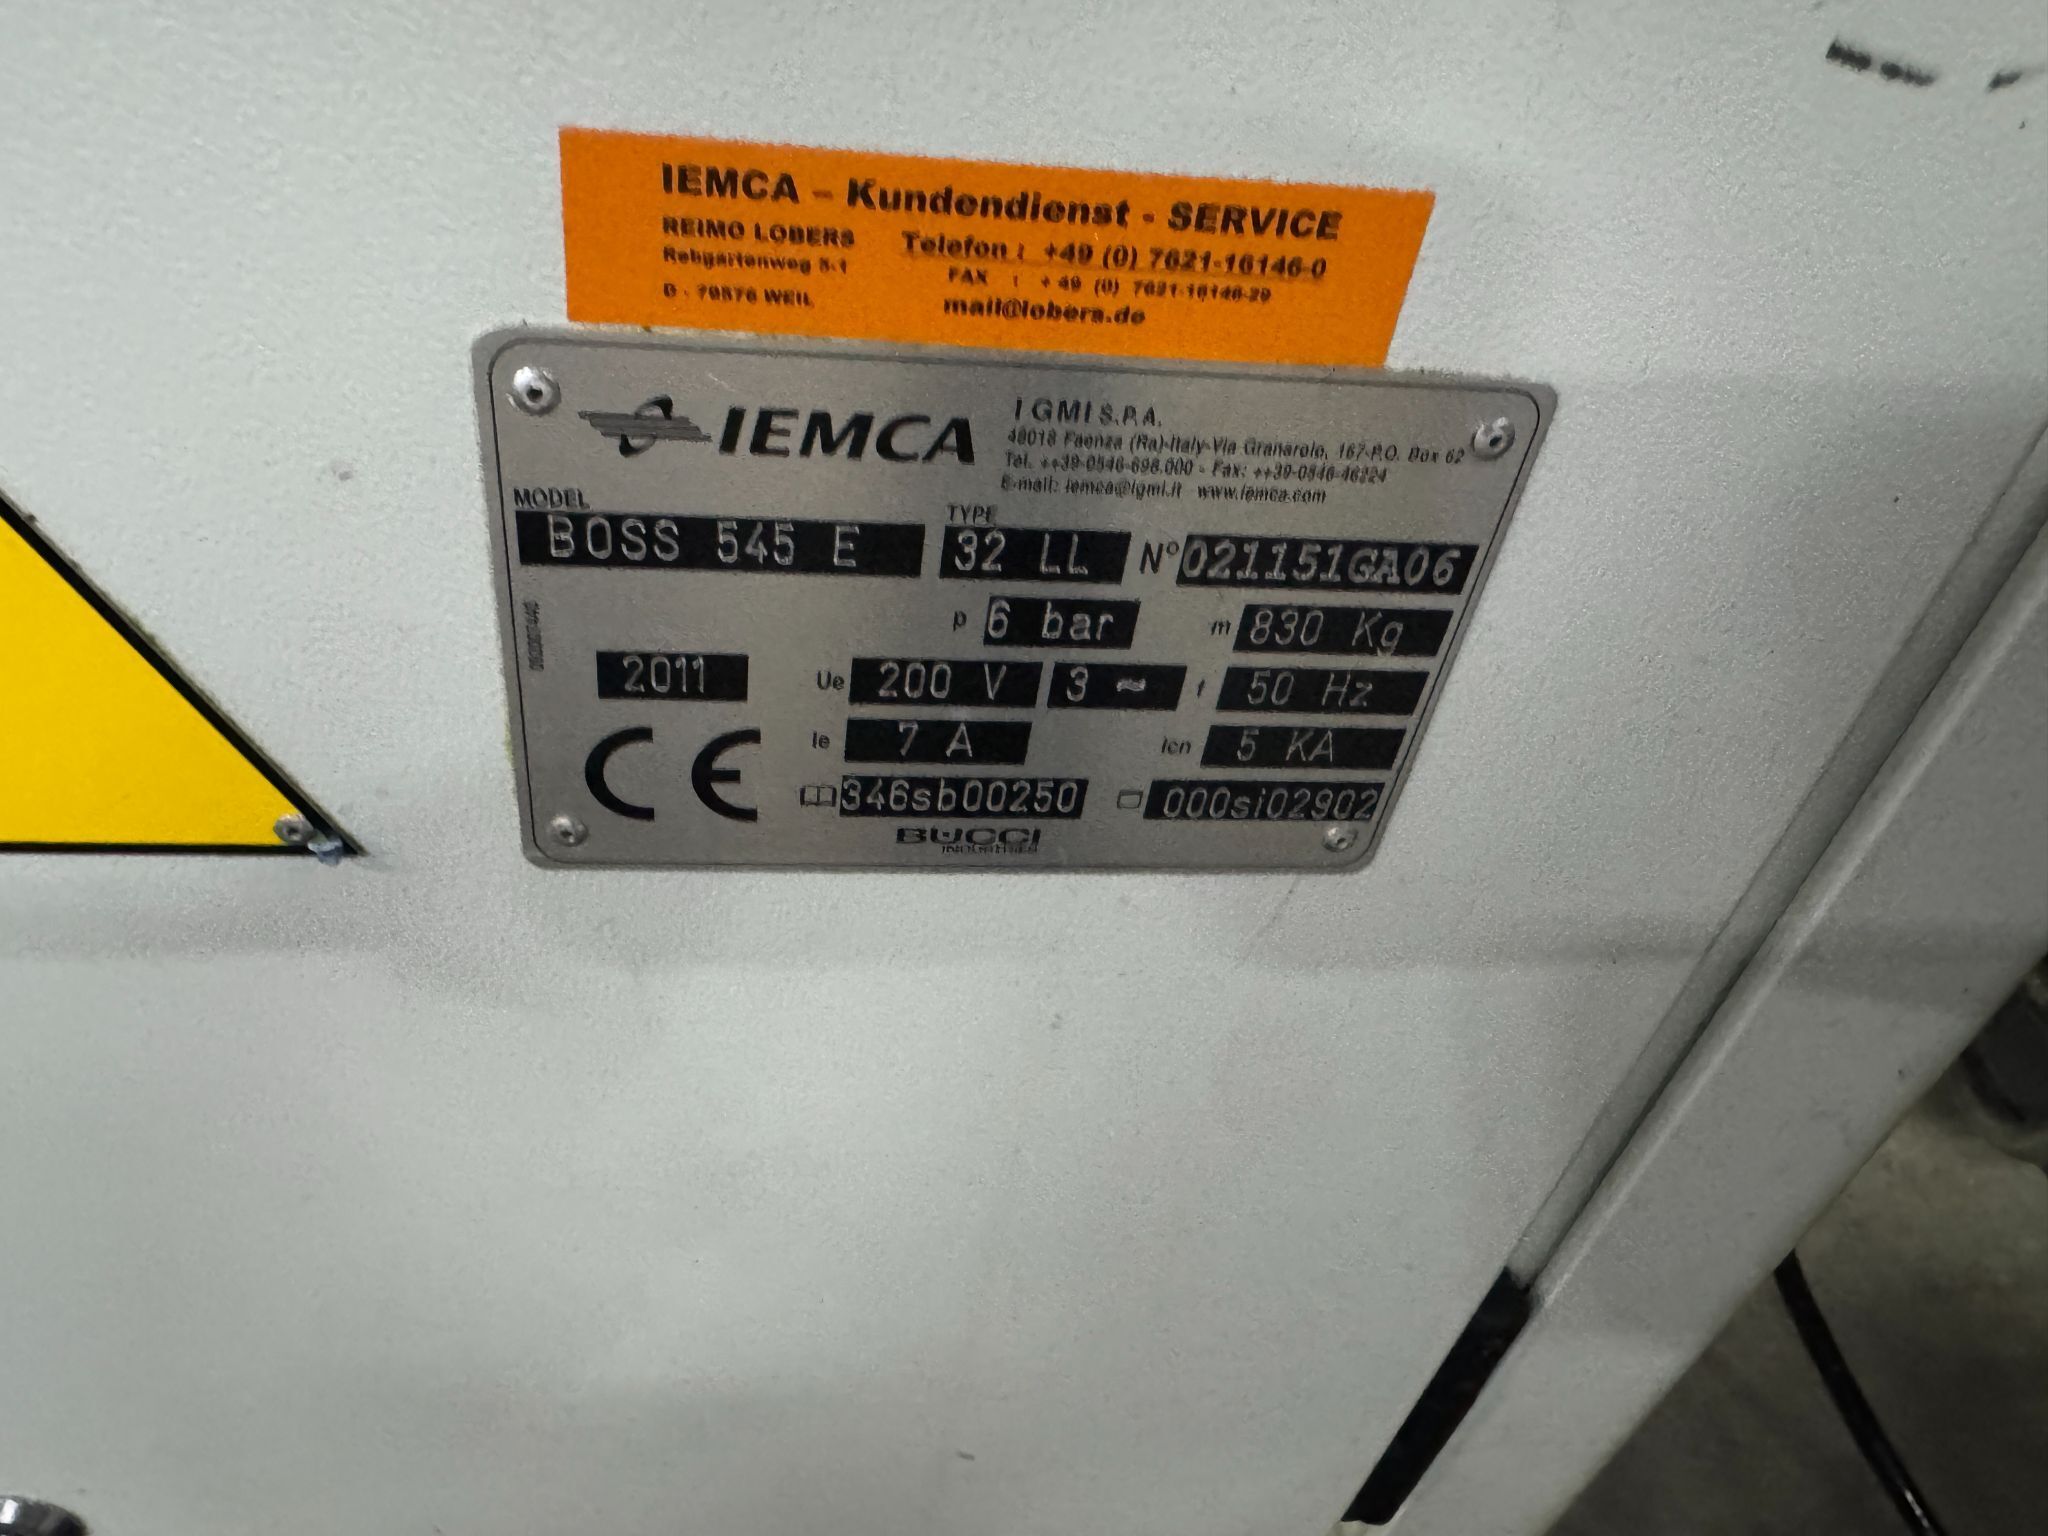 IEMCA – Kundendienst - SERVICE
REIMO LOBERS
Rebgartenweg 5-1
D - 79576 WEIL
Telefon : +49 (0) 7621-16146-0
FAX : + 49 (0) 7621-16146-29
mail@lobers.de
IEMCA
I GMI S.P.A.
48018 Faenza (Ra)-Italy-Via Granarolo, 167-P.O. Box 62
Tel. ++39-0546-698.000 - Fax: ++39-0546-46224
E-mail: iemca@igmi.it www.iemca.com
MODEL TYPE
BOSS 545 E 32 LL N° 021151GA06
p 6 bar m 830 Kg
2011 Ue 200 V 3 ~ f 50 Hz
CE Ie 7 A Icn 5 KA
346sb00250 000si02902
BUCCI
INDUSTRIES